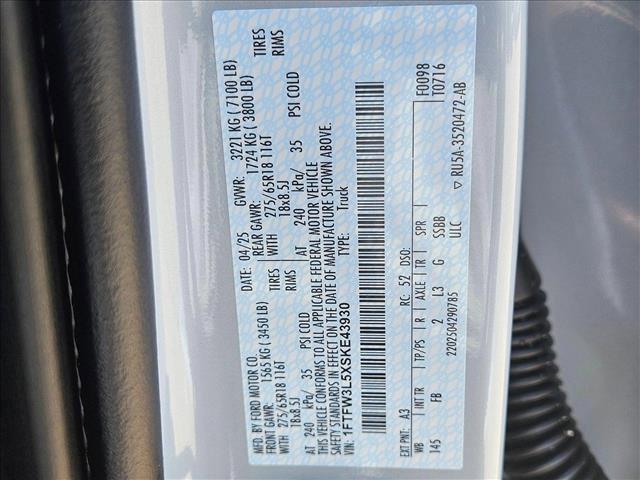 MFD. BY FORD MOTOR CO. DATE: 04/25 GVWR: 3221 KG ( 7100 LB)
FRONT GAWR: 1565 KG ( 3450 LB) REAR GAWR: 1724 KG ( 3800 LB)
WITH 275/65R18 116T TIRES WITH 275/65R18 116T TIRES
18x8.5J RIMS 18x8.5J RIMS
AT 240 kPa/ 35 PSI COLD AT 240 kPa/ 35 PSI COLD
THIS VEHICLE CONFORMS TO ALL APPLICABLE FEDERAL MOTOR VEHICLE
SAFETY STANDARDS IN EFFECT ON THE DATE OF MANUFACTURE SHOWN ABOVE.
VIN: 1FTFW3L5XSKE43930 TYPE: Truck
F0098
T0716
EXT PNT: A3 RC: 52 DSO:
WB INT TR TP/PS R AXLE TR SPR
145 FB 2 L3 G SSBB
ULC
2202504290785
▽ RU5A-3520472-AB